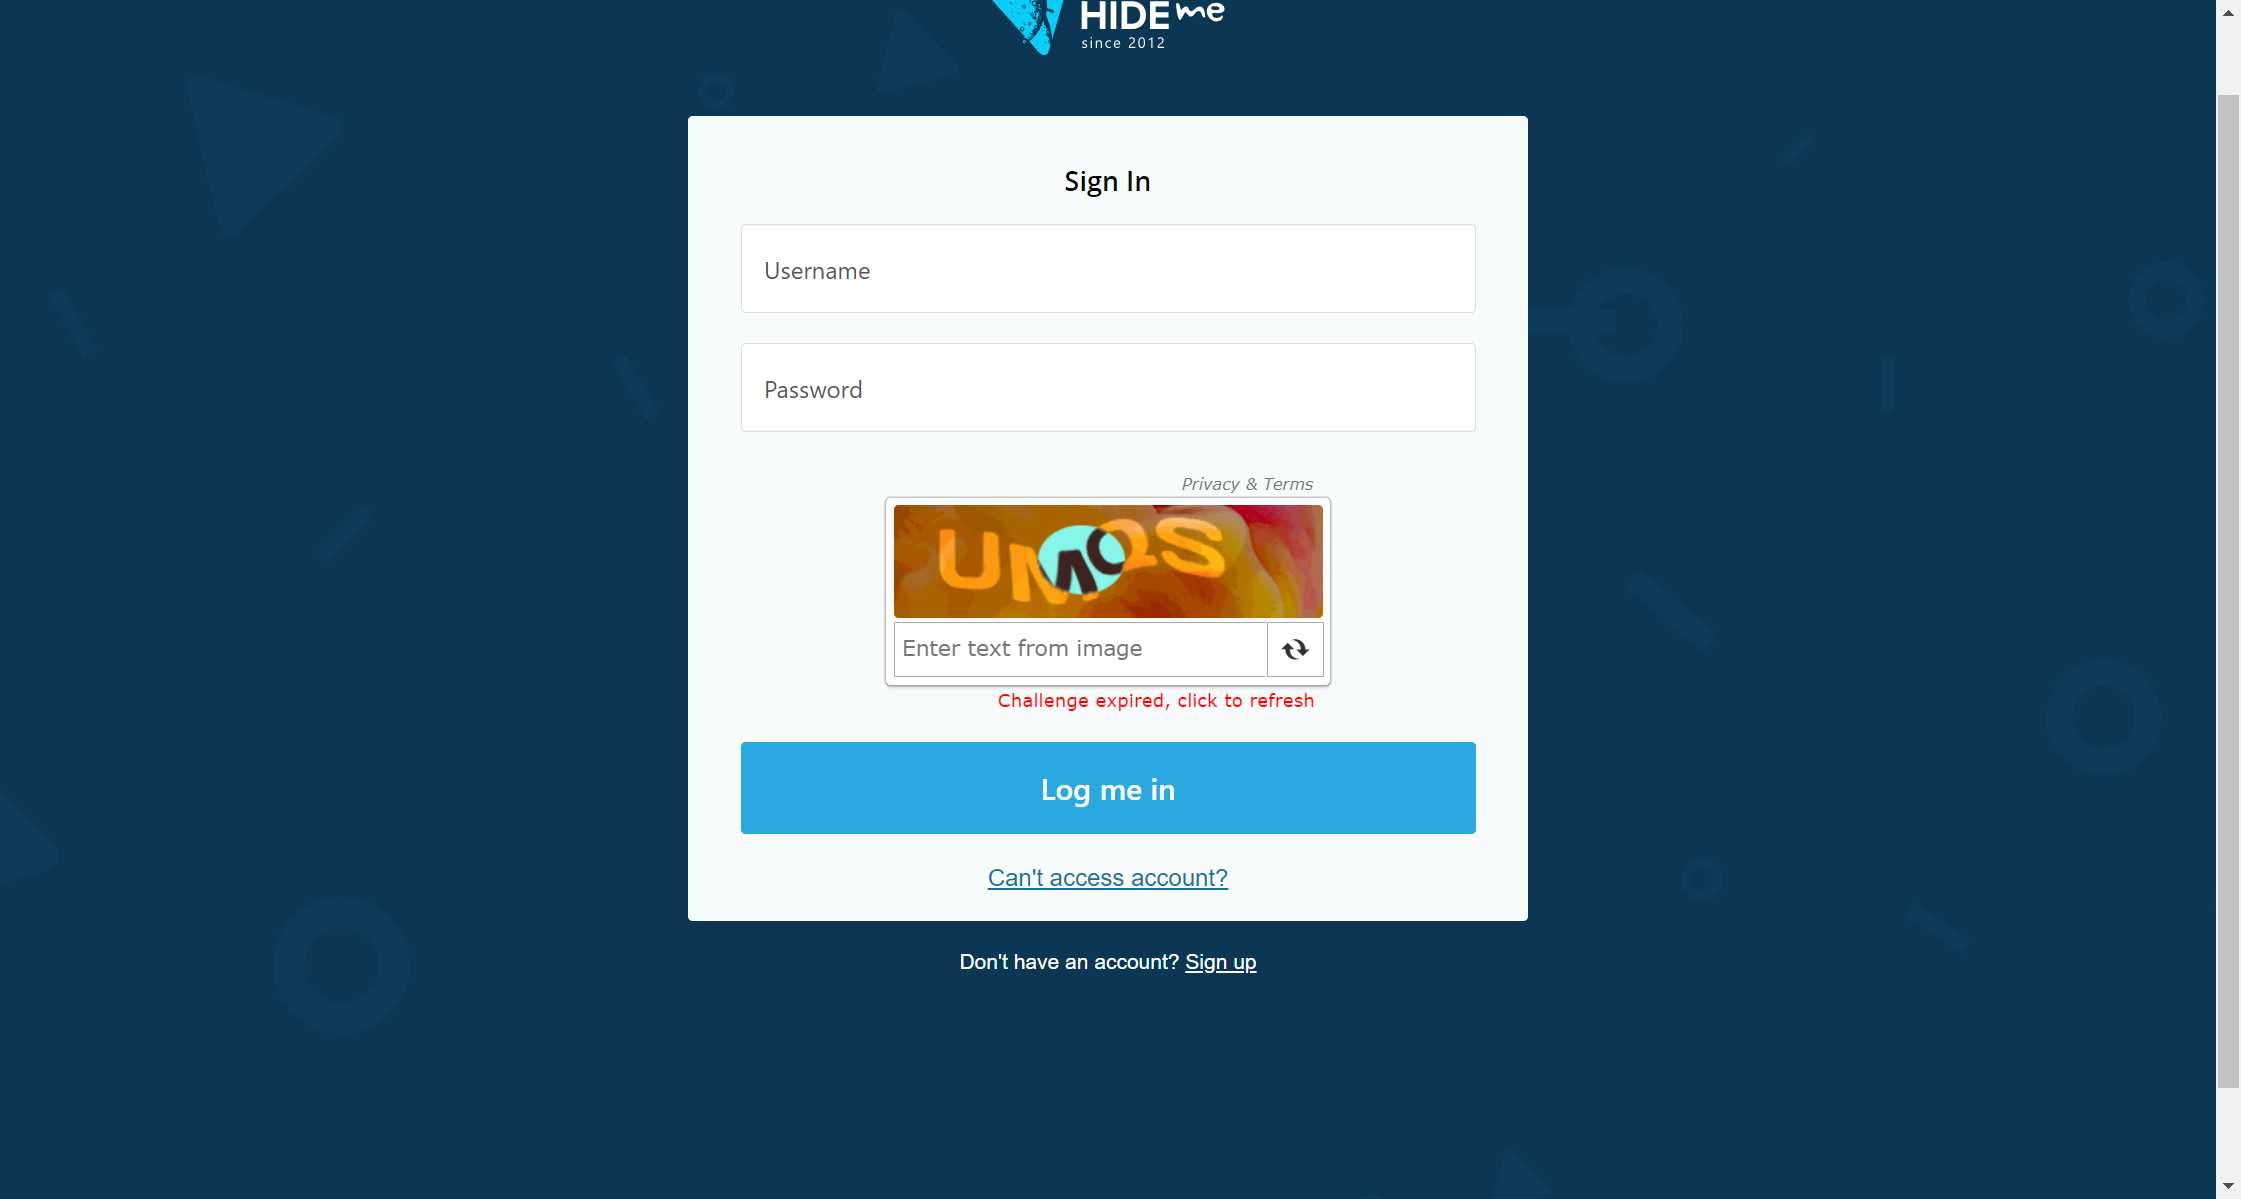 HIDE me
since 2012
Sign In
Username
Password
Privacy & Terms
Enter text from image
Challenge expired, click to refresh
Log me in
Can't access account?
Don't have an account? Sign up